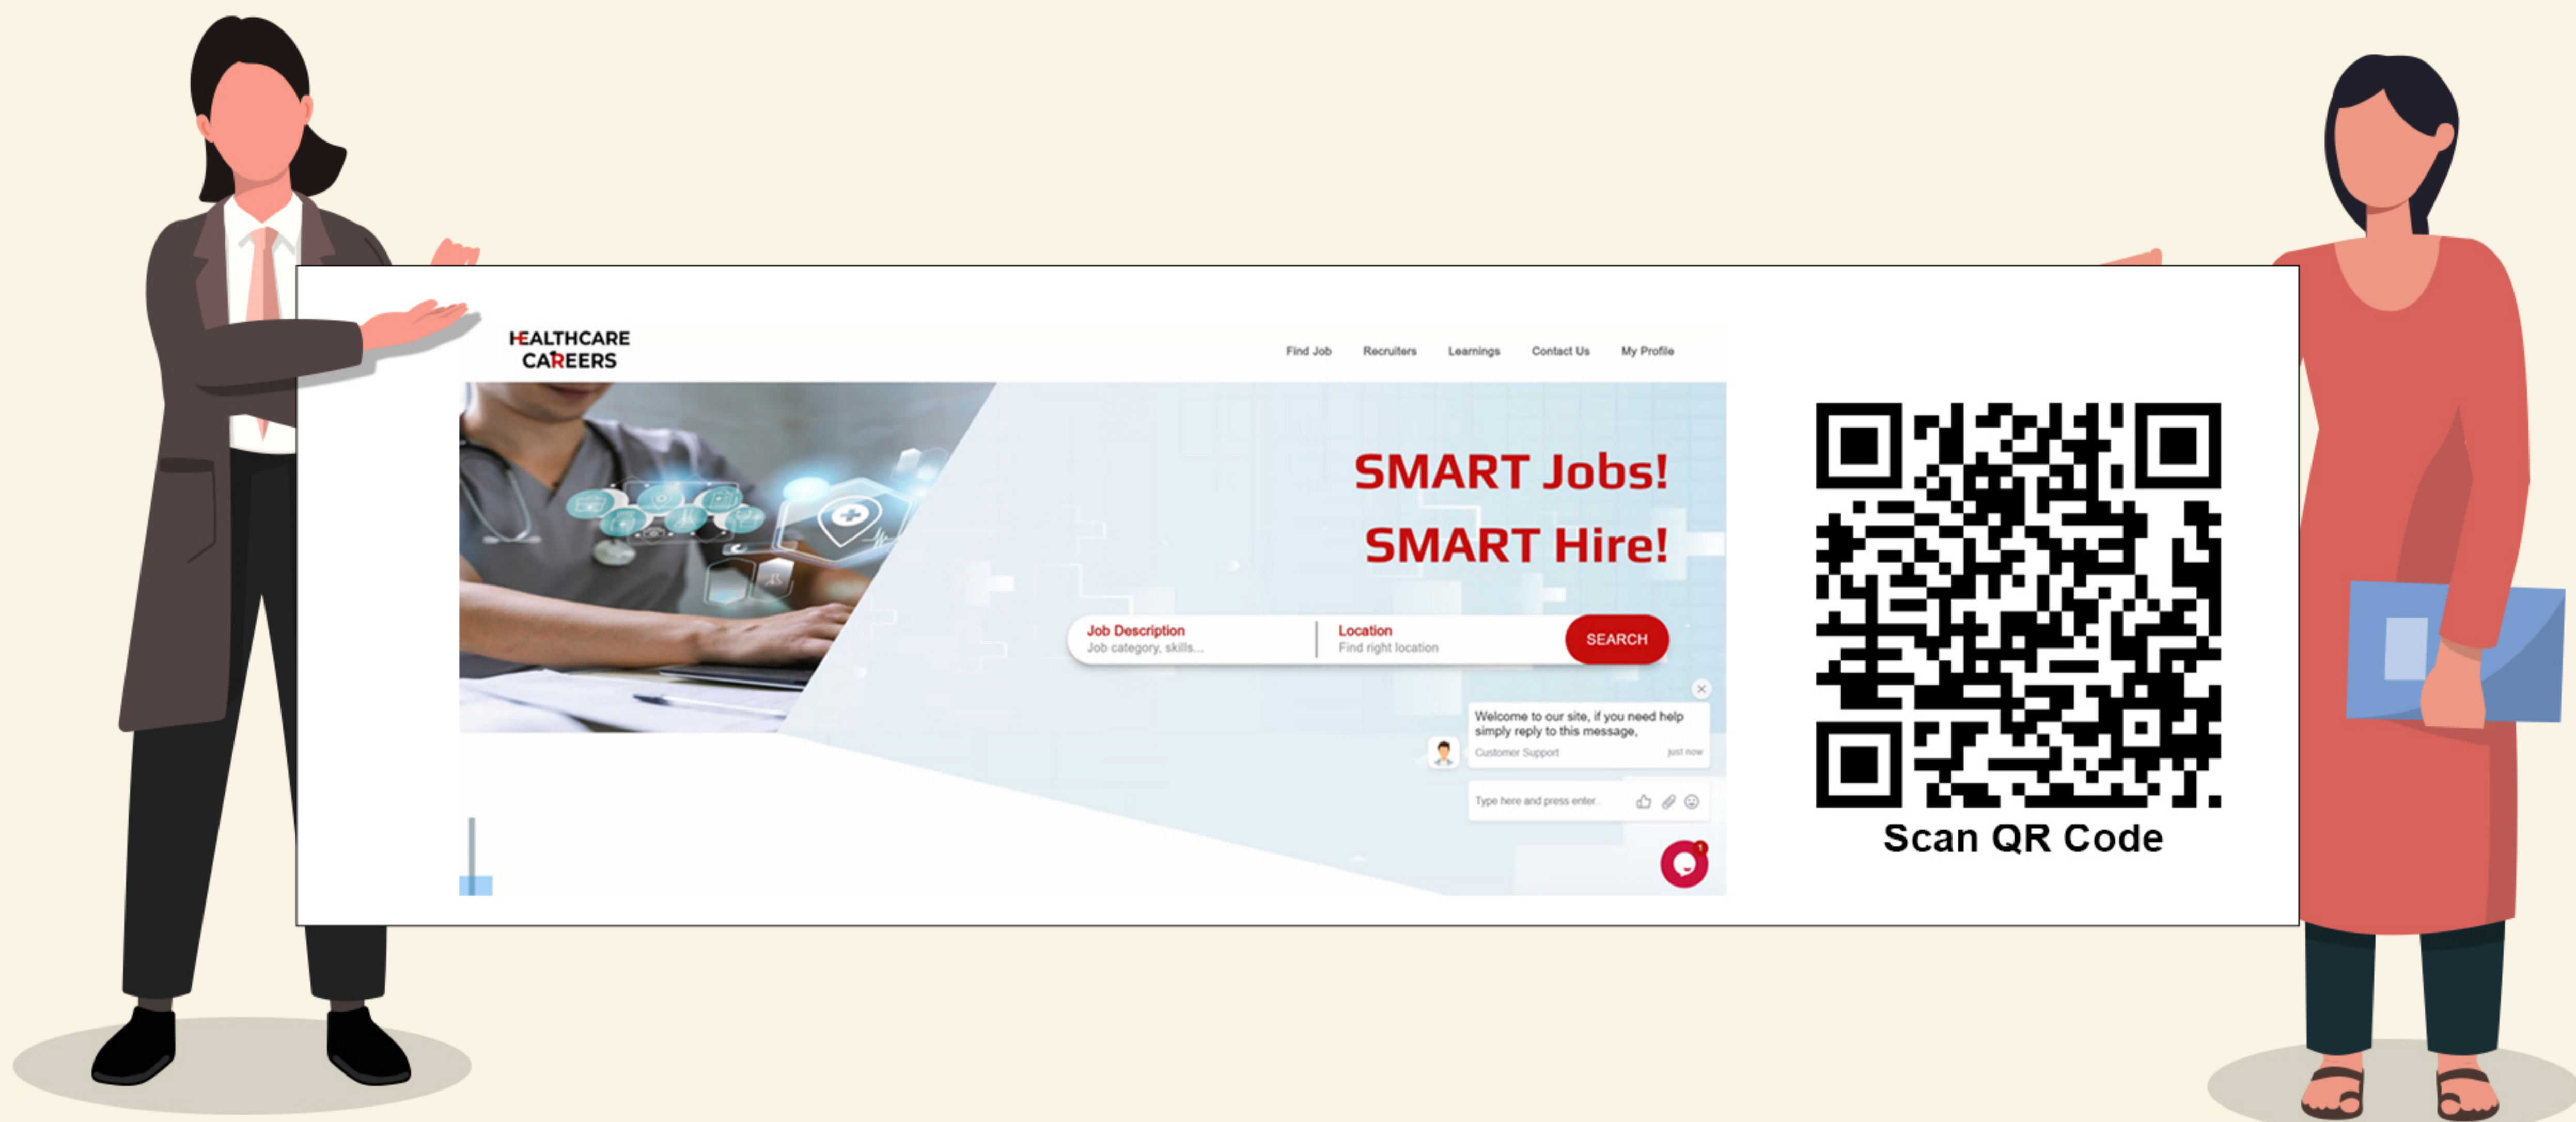 HEALTHCARE
CAREERS
Find Job Recruiters Learnings Contact Us My Profile
SMART Jobs!
SMART Hire!
Job Description
Job category, skills...
Location
Find right location
SEARCH
Welcome to our site, if you need help
simply reply to this message,
Customer Support just now
Type here and press enter..
1
Scan QR Code